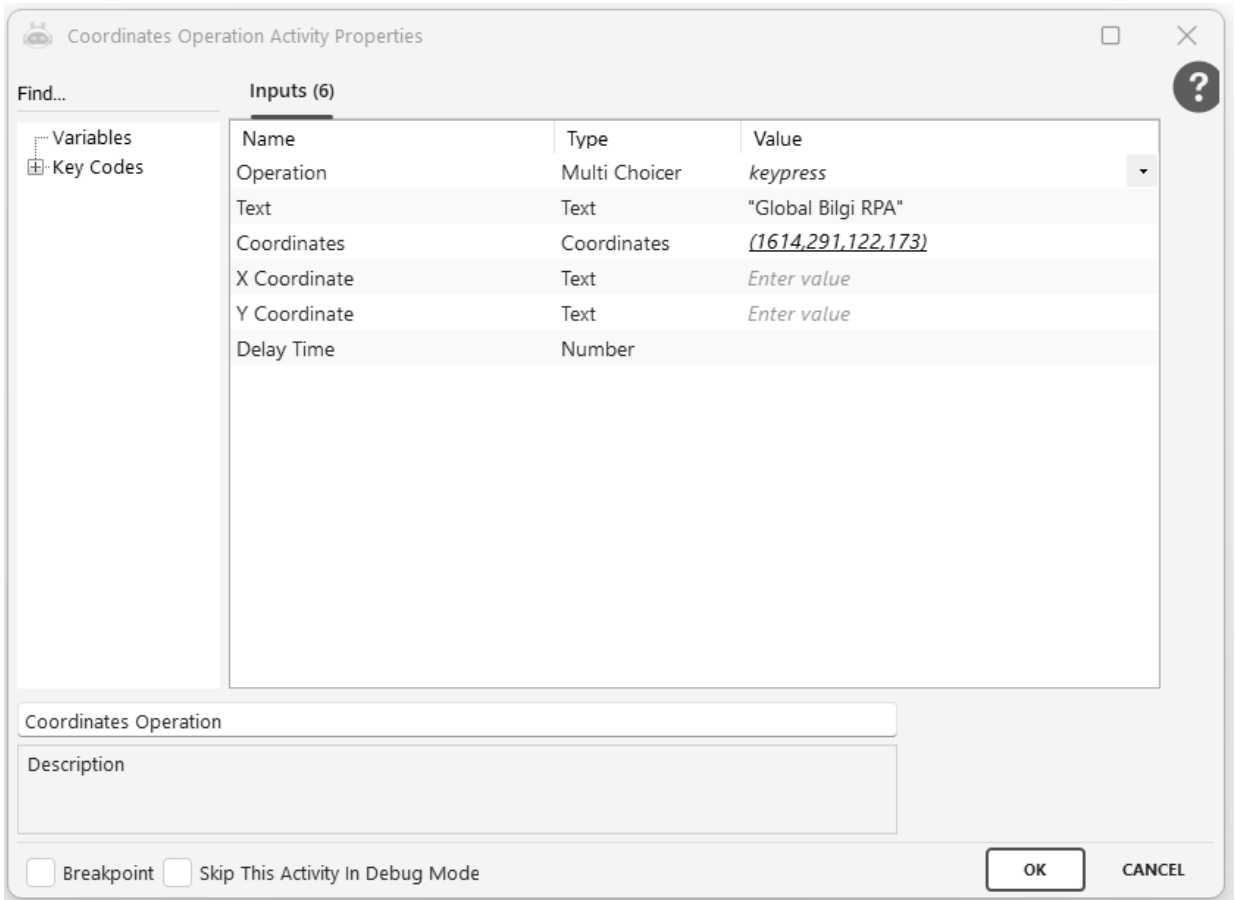 Coordinates Operation Activity Properties
?
Find...
Inputs (6)
Variables
Key Codes
Name Type Value
Operation Multi Choicer keypress
Text Text "Global Bilgi RPA"
Coordinates Coordinates (1614,291,122,173)
X Coordinate Text Enter value
Y Coordinate Text Enter value
Delay Time Number
Coordinates Operation
Description
Breakpoint Skip This Activity In Debug Mode OK CANCEL